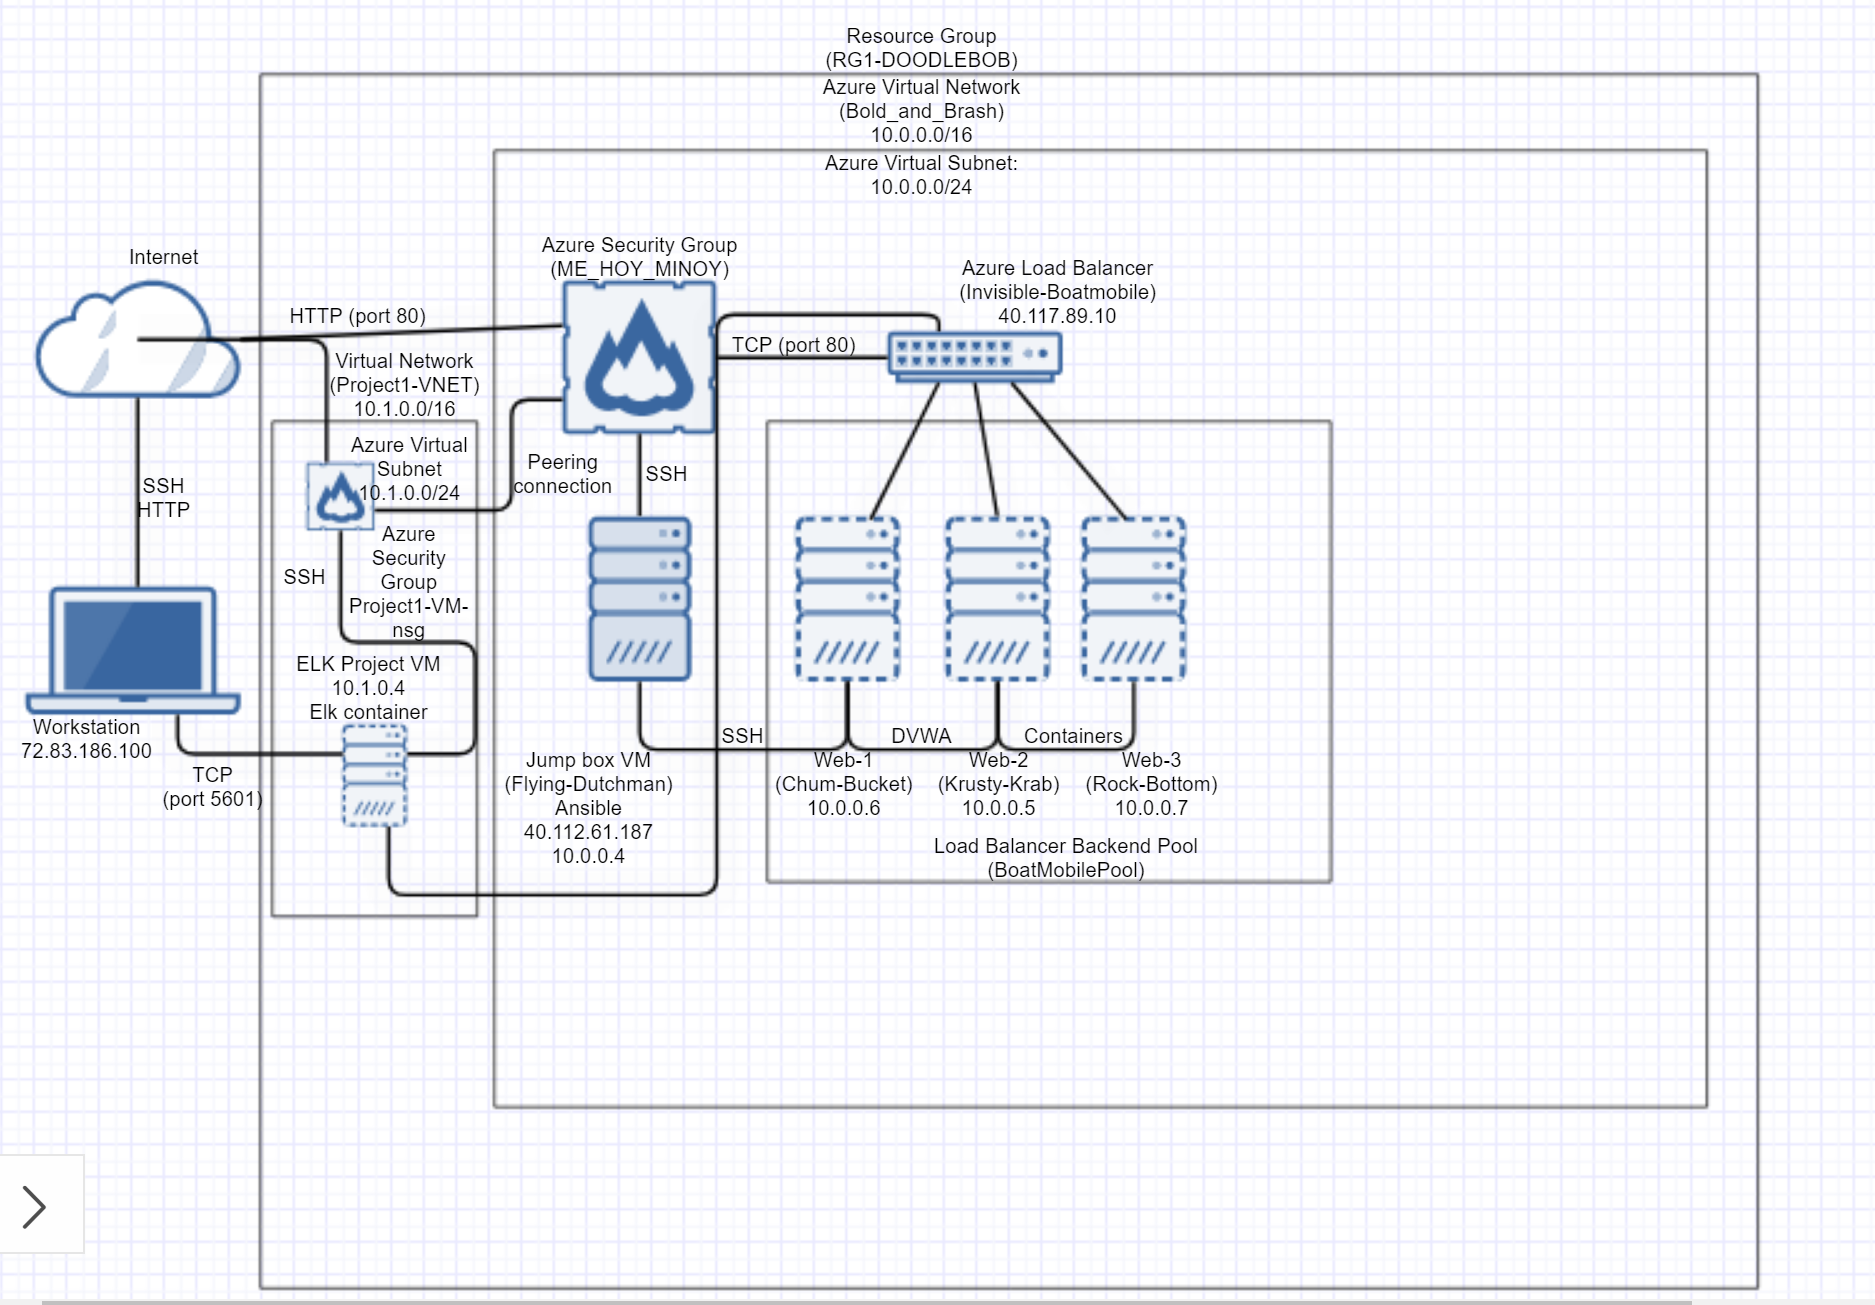 Resource Group
(RG1-DOODLEBOB)
Azure Virtual Network
(Bold_and_Brash)
10.0.0.0/16
Azure Virtual Subnet:
10.0.0.0/24
Internet
Azure Security Group
(ME_HOY_MINOY)
Azure Load Balancer
(Invisible-Boatmobile)
40.117.89.10
HTTP (port 80)
TCP (port 80)
Virtual Network
(Project1-VNET)
10.1.0.0/16
Azure Virtual
Subnet
10.1.0.0/24
Peering
connection
SSH
SSH
HTTP
Azure
Security
Group
Project1-VM-
nsg
SSH
ELK Project VM
10.1.0.4
Elk container
Workstation
72.83.186.100
TCP
(port 5601)
SSH
DVWA
Containers
Jump box VM
(Flying-Dutchman)
Ansible
40.112.61.187
10.0.0.4
Web-1
(Chum-Bucket)
10.0.0.6
Web-2
(Krusty-Krab)
10.0.0.5
Web-3
(Rock-Bottom)
10.0.0.7
Load Balancer Backend Pool
(BoatMobilePool)